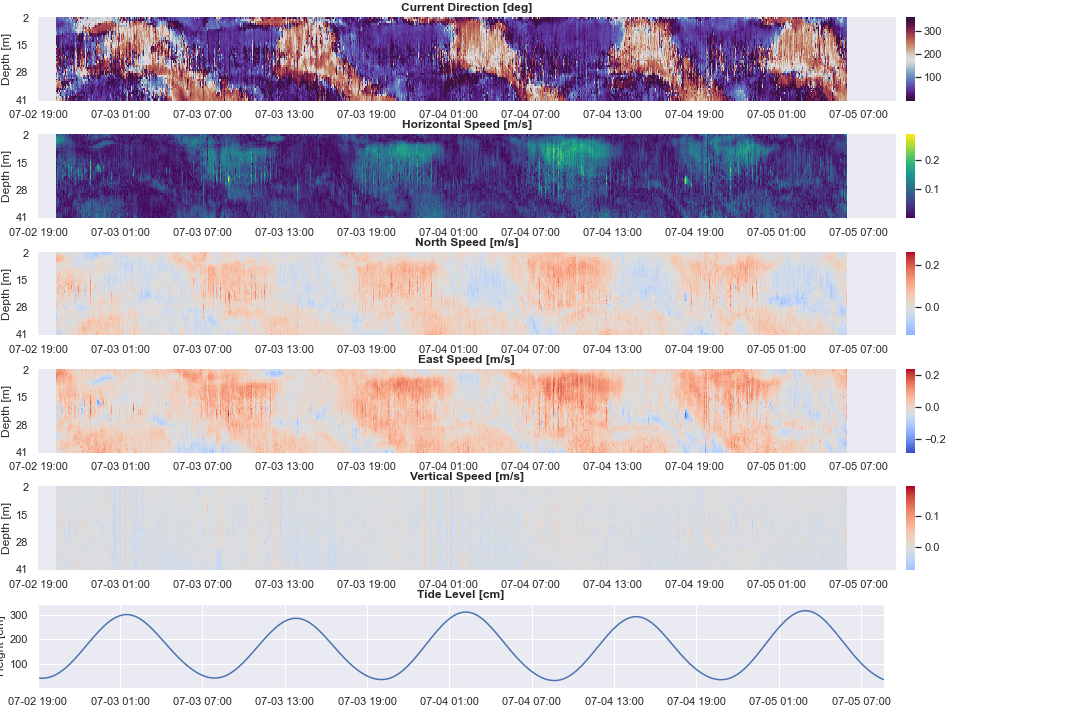 Current Direction [deg]
Depth [m]
2
15
28
41
300
200
100
07-02 19:00 07-03 01:00 07-03 07:00 07-03 13:00 07-03 19:00 07-04 01:00 07-04 07:00 07-04 13:00 07-04 19:00 07-05 01:00 07-05 07:00
Horizontal Speed [m/s]
Depth [m]
2
15
28
41
0.2
0.1
07-02 19:00 07-03 01:00 07-03 07:00 07-03 13:00 07-03 19:00 07-04 01:00 07-04 07:00 07-04 13:00 07-04 19:00 07-05 01:00 07-05 07:00
North Speed [m/s]
Depth [m]
2
15
28
41
0.2
0.0
07-02 19:00 07-03 01:00 07-03 07:00 07-03 13:00 07-03 19:00 07-04 01:00 07-04 07:00 07-04 13:00 07-04 19:00 07-05 01:00 07-05 07:00
East Speed [m/s]
Depth [m]
2
15
28
41
0.2
0.0
−0.2
07-02 19:00 07-03 01:00 07-03 07:00 07-03 13:00 07-03 19:00 07-04 01:00 07-04 07:00 07-04 13:00 07-04 19:00 07-05 01:00 07-05 07:00
Vertical Speed [m/s]
Depth [m]
2
15
28
41
0.1
0.0
07-02 19:00 07-03 01:00 07-03 07:00 07-03 13:00 07-03 19:00 07-04 01:00 07-04 07:00 07-04 13:00 07-04 19:00 07-05 01:00 07-05 07:00
Tide Level [cm]
300
200
100
07-02 19:00 07-03 01:00 07-03 07:00 07-03 13:00 07-03 19:00 07-04 01:00 07-04 07:00 07-04 13:00 07-04 19:00 07-05 01:00 07-05 07:00